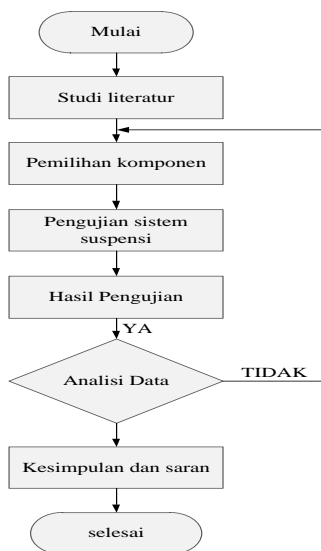 Mulai
Studi literatur
Pemilihan komponen
Pengujian sistem
suspensi
Hasil Pengujian
YA
Analisi Data
TIDAK
Kesimpulan dan saran
selesai